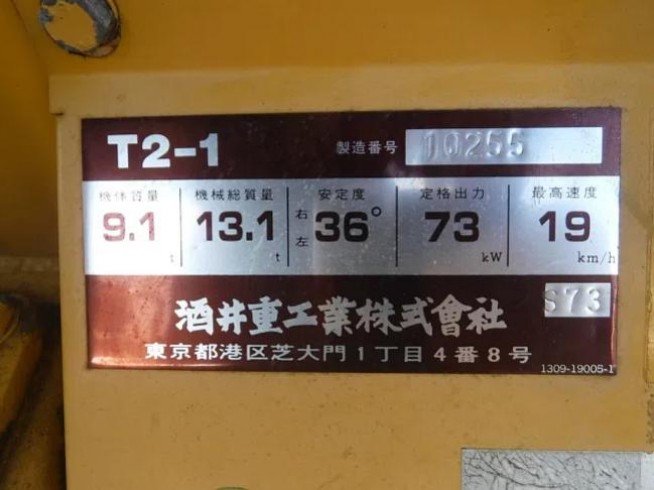 T2-1 製造番号 10255
機体質量 機械総質量 安定度 定格出力 最高速度
9.1 t 13.1 t 右 左 36° 73 kW 19 km/h
酒井重工業株式會社 S73
東京都港区芝大門1丁目4番8号 1309-19005-1